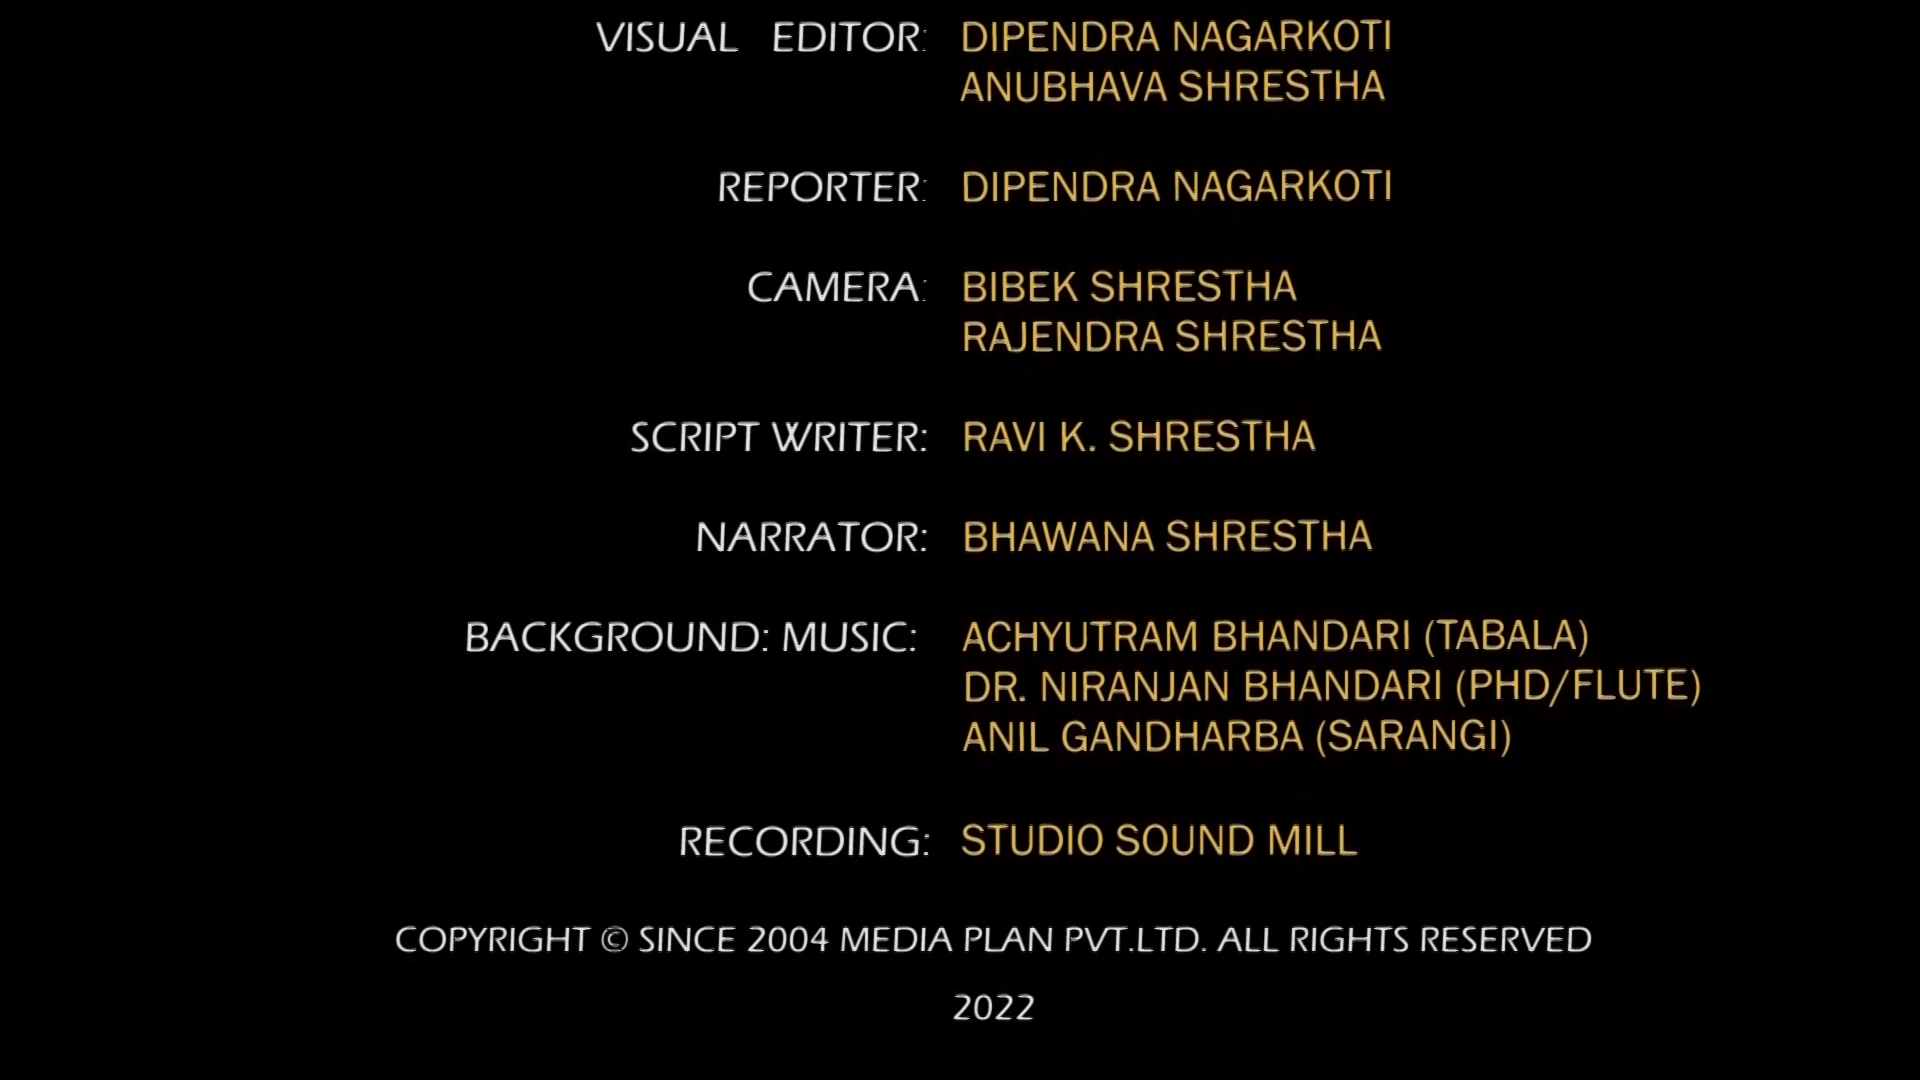 VISUAL EDITOR: DIPENDRA NAGARKOTI
ANUBHAVA SHRESTHA
REPORTER: DIPENDRA NAGARKOTI
CAMERA: BIBEK SHRESTHA
RAJENDRA SHRESTHA
SCRIPT WRITER: RAVI K. SHRESTHA
NARRATOR: BHAWANA SHRESTHA
BACKGROUND: MUSIC: ACHYUTRAM BHANDARI (TABALA)
DR. NIRANJAN BHANDARI (PHD/FLUTE)
ANIL GANDHARBA (SARANGI)
RECORDING: STUDIO SOUND MILL
COPYRIGHT © SINCE 2004 MEDIA PLAN PVT.LTD. ALL RIGHTS RESERVED
2022